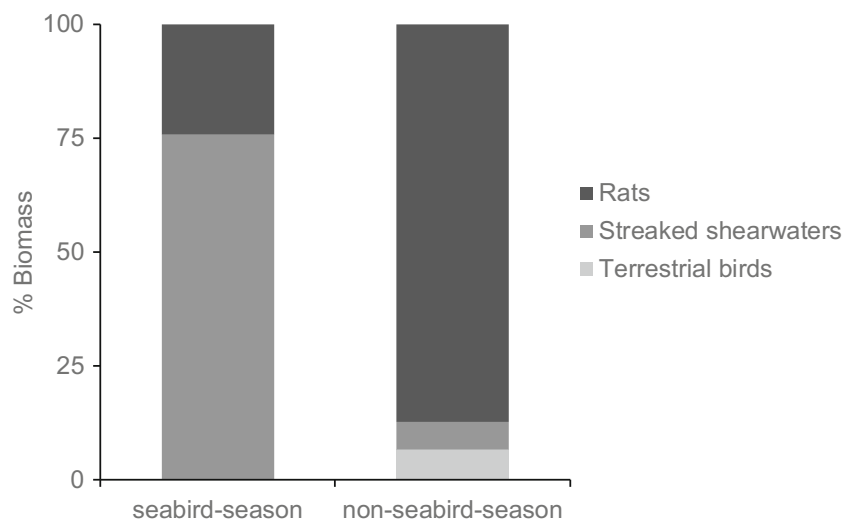 100
75
50
25
0
% Biomass
seabird-season
non-seabird-season
Rats
Streaked shearwaters
Terrestrial birds